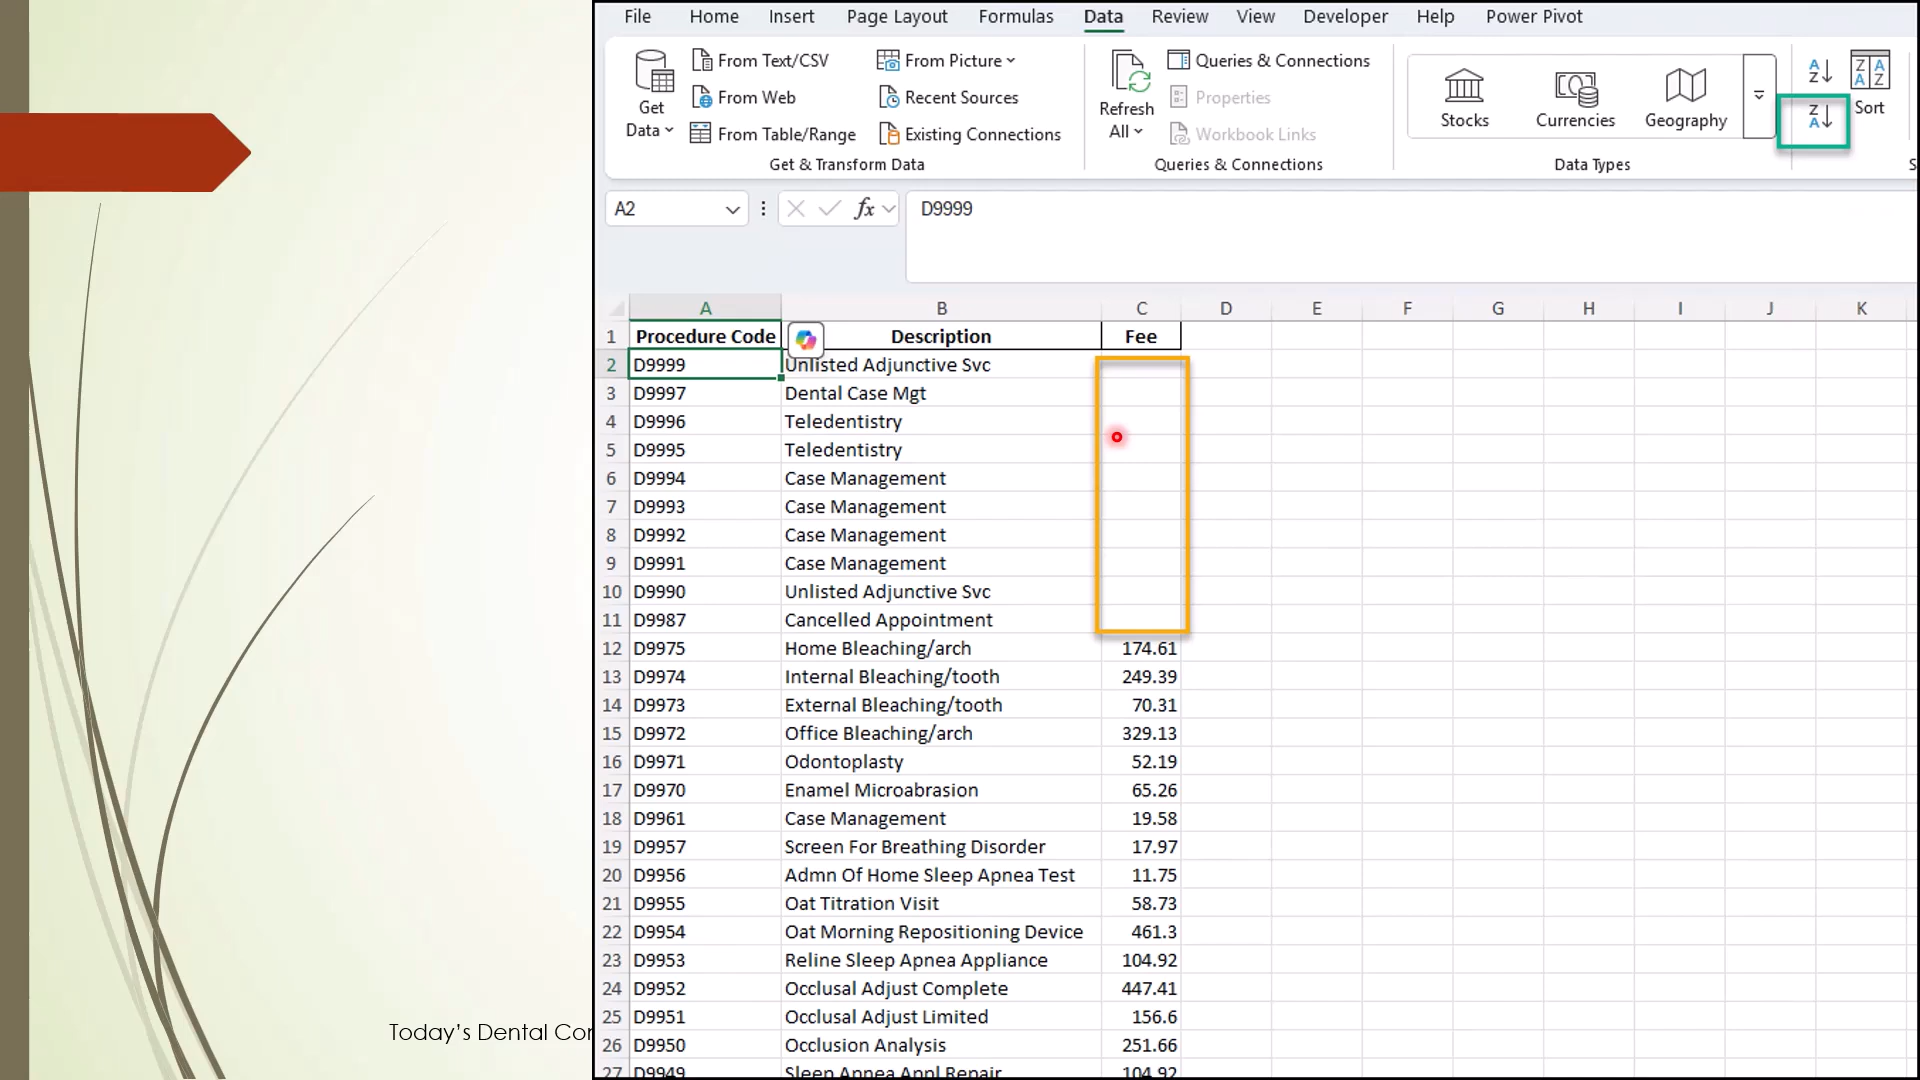 File Home Insert Page Layout Formulas Data Review View Developer Help Power Pivot
Get Data
From Text/CSV
From Web
From Table/Range
From Picture
Recent Sources
Existing Connections
Get & Transform Data
Refresh All
Queries & Connections
Properties
Workbook Links
Queries & Connections
Stocks Currencies Geography
Data Types
Sort
A2 fx D9999
A B C D E F G H I J K
1 Procedure Code Description Fee
2 D9999 Unlisted Adjunctive Svc
3 D9997 Dental Case Mgt
4 D9996 Teledentistry
5 D9995 Teledentistry
6 D9994 Case Management
7 D9993 Case Management
8 D9992 Case Management
9 D9991 Case Management
10 D9990 Unlisted Adjunctive Svc
11 D9987 Cancelled Appointment
12 D9975 Home Bleaching/arch 174.61
13 D9974 Internal Bleaching/tooth 249.39
14 D9973 External Bleaching/tooth 70.31
15 D9972 Office Bleaching/arch 329.13
16 D9971 Odontoplasty 52.19
17 D9970 Enamel Microabrasion 65.26
18 D9961 Case Management 19.58
19 D9957 Screen For Breathing Disorder 17.97
20 D9956 Admn Of Home Sleep Apnea Test 11.75
21 D9955 Oat Titration Visit 58.73
22 D9954 Oat Morning Repositioning Device 461.3
23 D9953 Reline Sleep Apnea Appliance 104.92
24 D9952 Occlusal Adjust Complete 447.41
25 D9951 Occlusal Adjust Limited 156.6
26 D9950 Occlusion Analysis 251.66
27 D9949 Sleep Apnea Appl Repair 104.92
Today's Dental